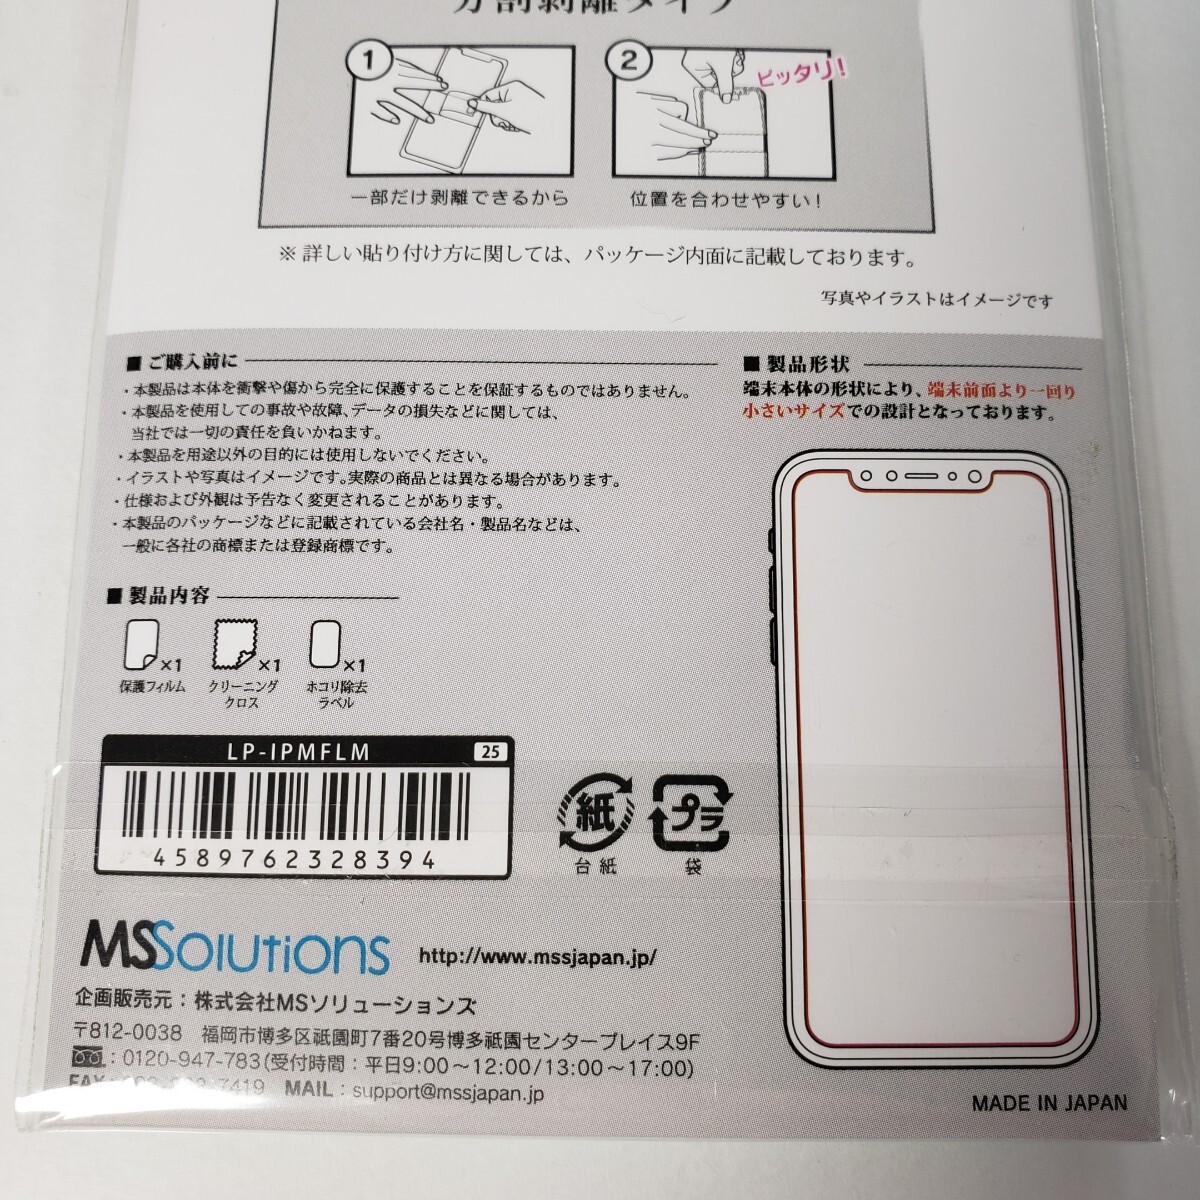 分割剥離タイプ
1
2
ピッタリ!
一部だけ剥離できるから
位置を合わせやすい!
※ 詳しい貼り付け方に関しては、パッケージ内面に記載しております。
写真やイラストはイメージです
■ ご購入前に
・本製品は本体を衝撃や傷から完全に保護することを保証するものではありません。
・本製品を使用しての事故や故障、データの損失などに関しては、
当社では一切の責任を負いかねます。
・本製品を用途以外の目的には使用しないでください。
・イラストや写真はイメージです。実際の商品とは異なる場合があります。
・仕様および外観は予告なく変更されることがあります。
・本製品のパッケージなどに記載されている会社名・製品名などは、
一般に各社の商標または登録商標です。
■ 製品形状
端末本体の形状により、端末前面より一回り
小さいサイズでの設計となっております。
■ 製品内容
×1
×1
×1
保護フィルム
クリーニング
クロス
ホコリ除去
ラベル
LP-IPMFLM
25
4589762328394
紙
台紙
プラ
袋
MSSolutions
http://www.mssjapan.jp/
企画販売元:株式会社MSソリューションズ
〒812-0038 福岡市博多区祇園町7番20号博多祇園センタープレイス9F
:0120-947-783(受付時間:平日9:00〜12:00/13:00〜17:00)
FAX 7419 MAIL:support@mssjapan.jp
MADE IN JAPAN